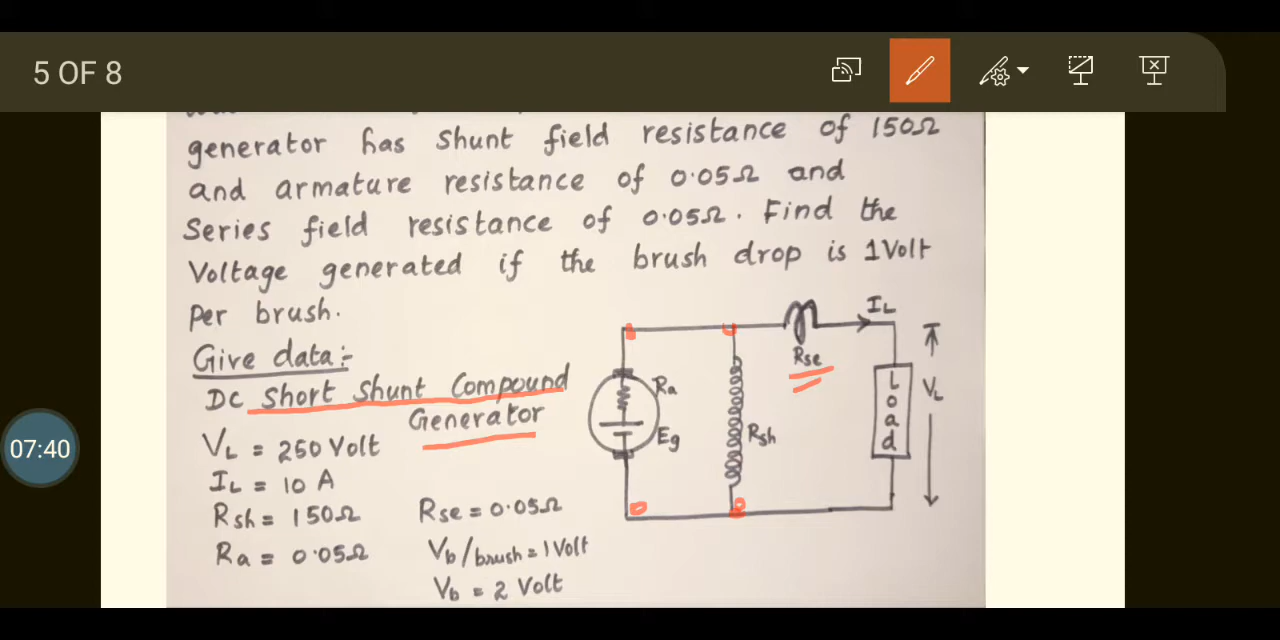 5 OF 8
generator has Shunt field resistance of 150Ω
and armature resistance of 0.05Ω and
Series field resistance of 0.05Ω. Find the
Voltage generated if the brush drop is 1Volt
Per brush.
Give data:-
DC Short Shunt Compound
Generator
VL = 250 Volt
IL = 10 A
Rsh = 150Ω
Ra = 0.05Ω
Rse = 0.05Ω
Vb/brush = 1 Volt
Vb = 2 Volt
IL
Rse
Ra
Eg
Rsh
Load
VL
07:40